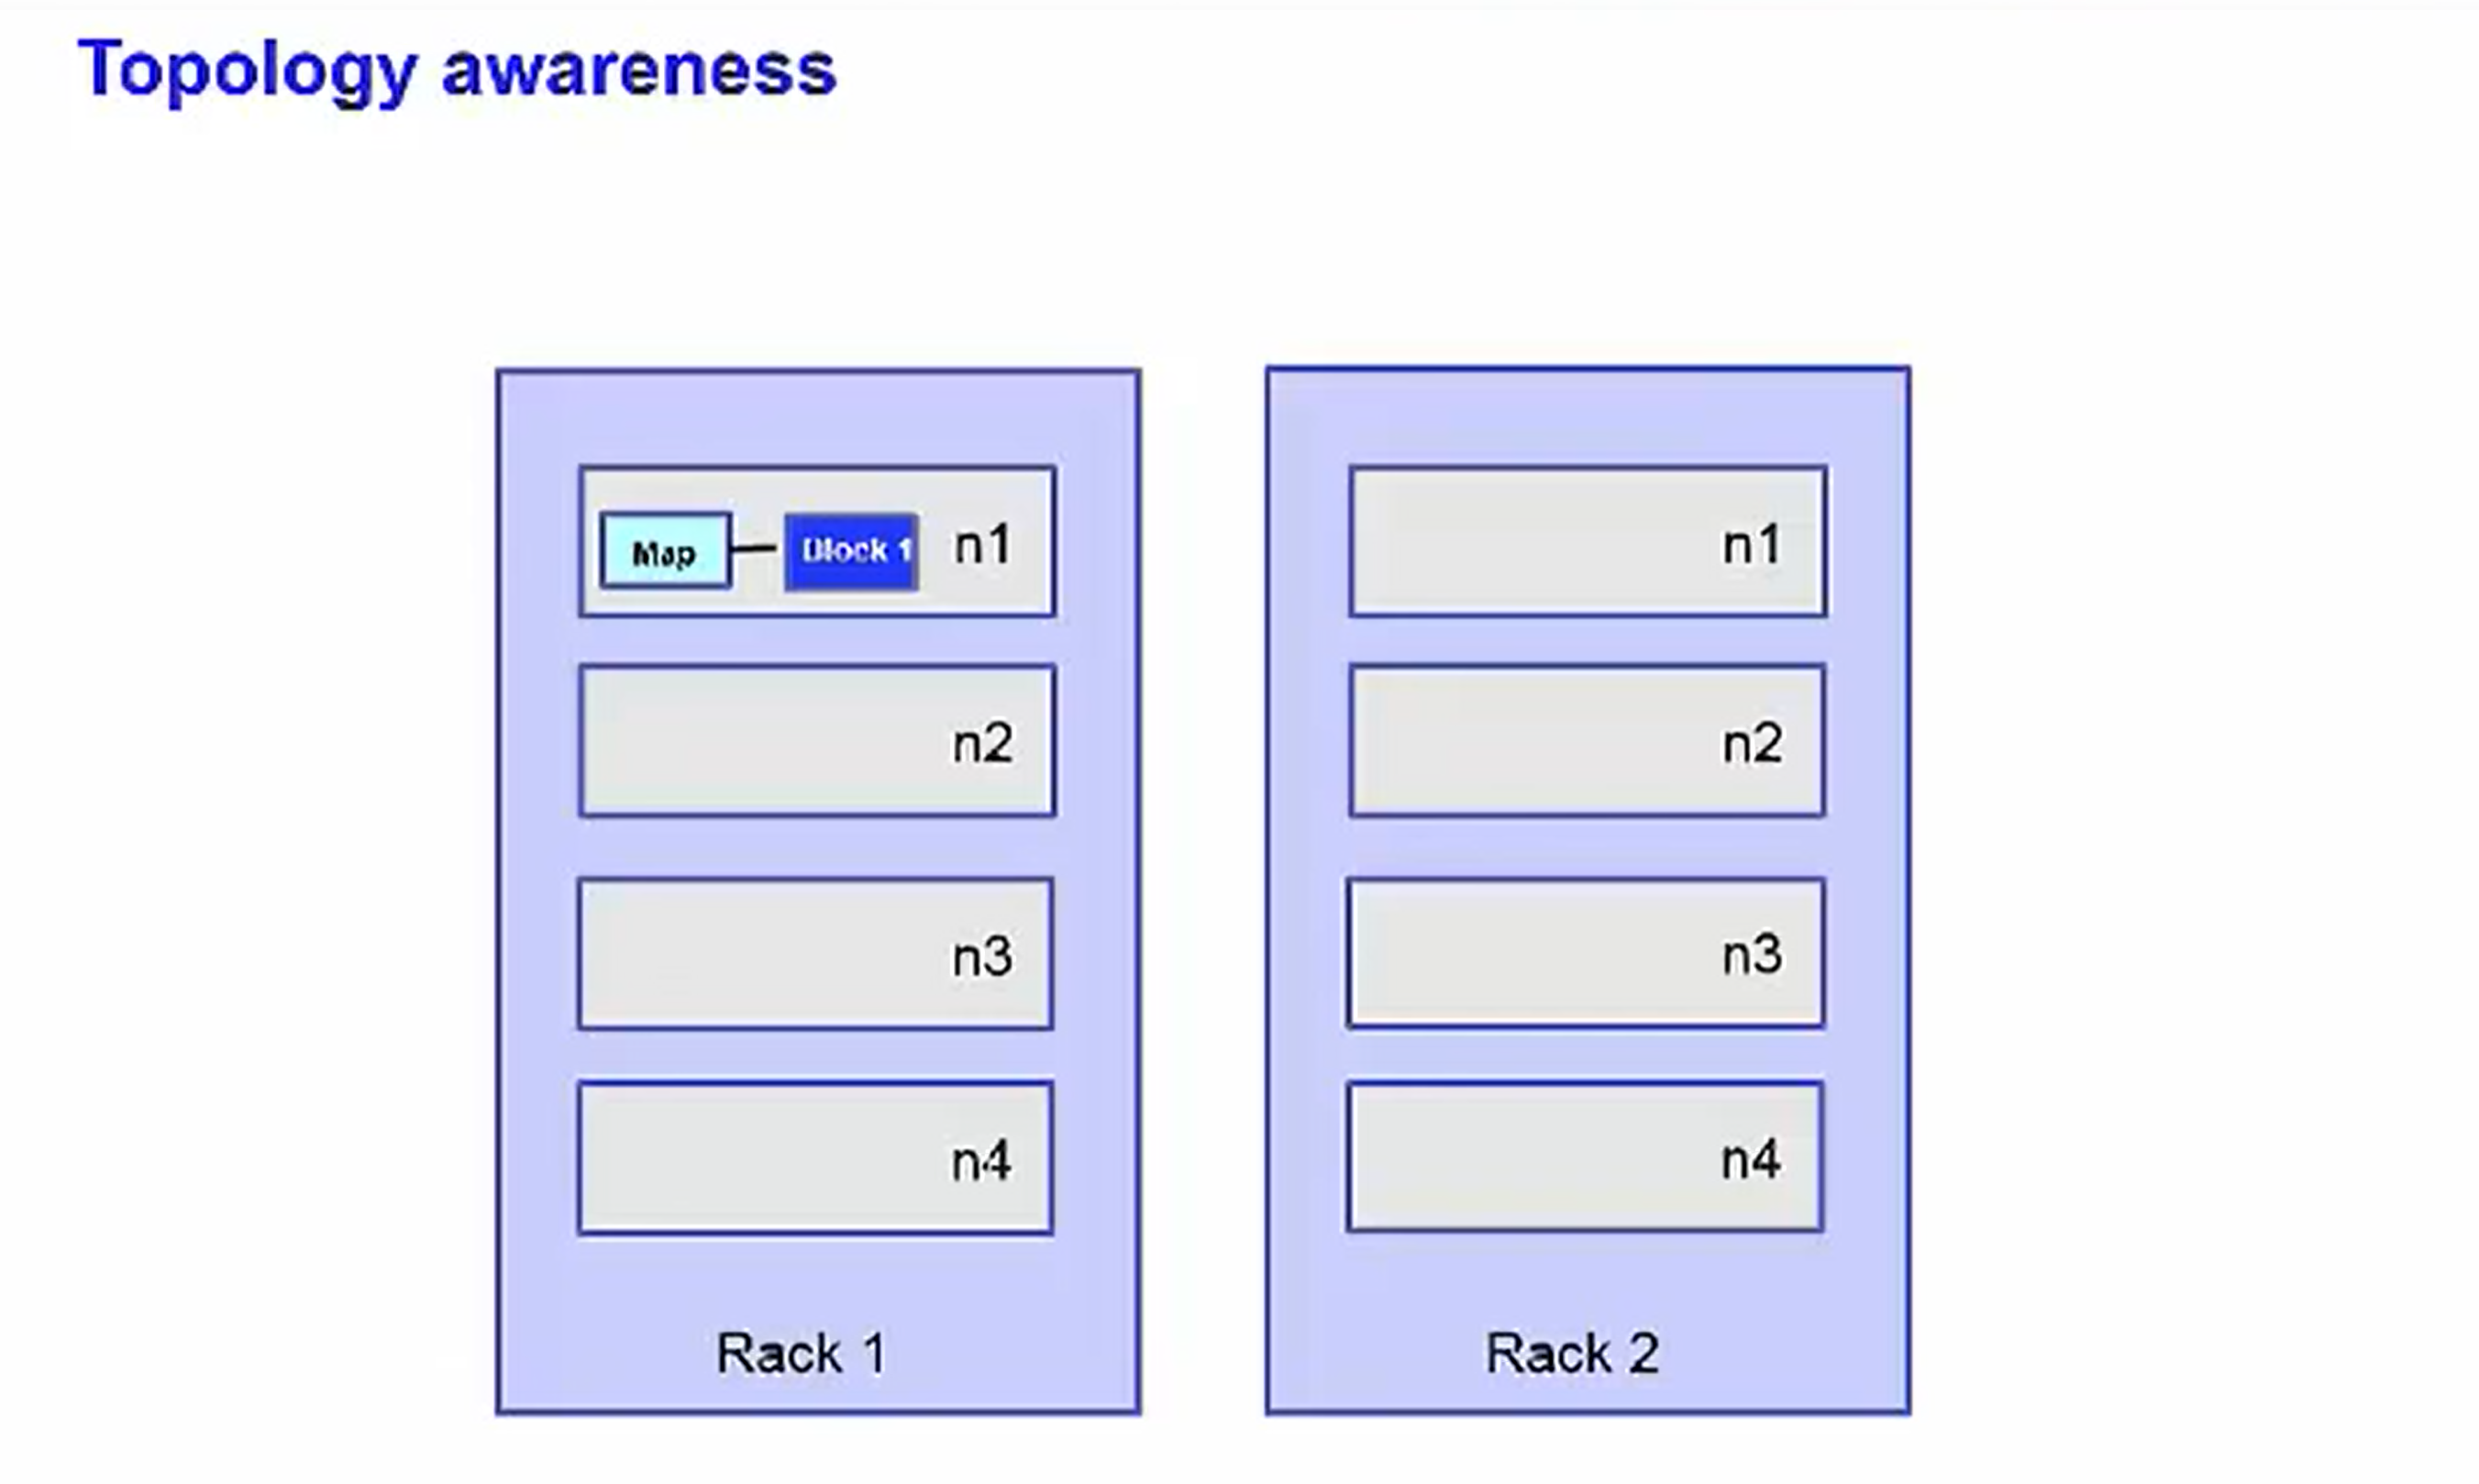 Topology awareness
Map
Block 1
n1
n2
n3
n4
Rack 1
n1
n2
n3
n4
Rack 2